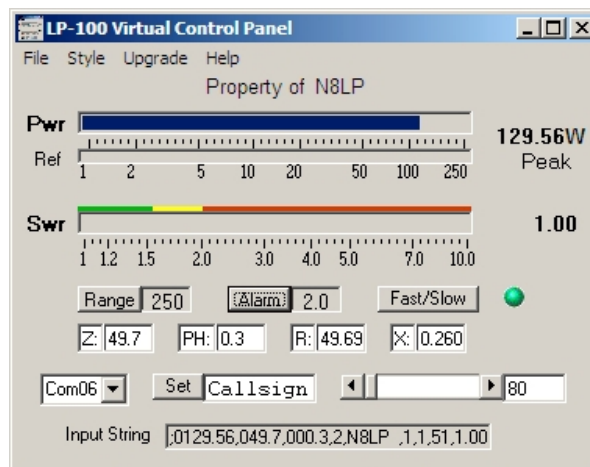 LP-100 Virtual Control Panel
File Style Upgrade Help
Property of N8LP
Pwr
129.56W
Ref
Peak
1 2 5 10 20 50 100 250
Swr
1.00
1 1.2 1.5 2.0 3.0 4.0 5.0 7.0 10.0
Range 250 Alarm 2.0 Fast/Slow
Z: 49.7 PH: 0.3 R: 49.69 X: 0.260
Com06 Set Callsign 80
Input String ;0129.56,049.7,000.3,2,N8LP ,1,1,51,1.00